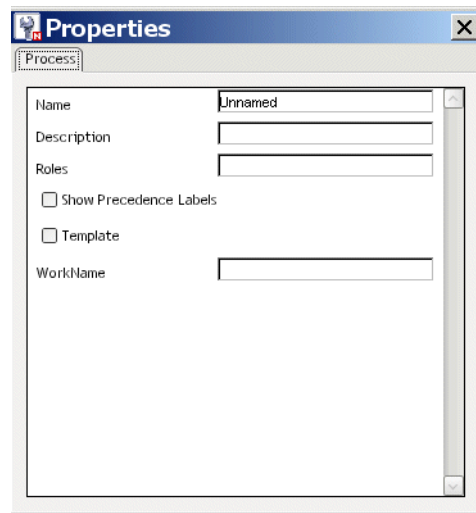 Properties
Process
Name Unnamed
Description
Roles
Show Precedence Labels
Template
WorkName